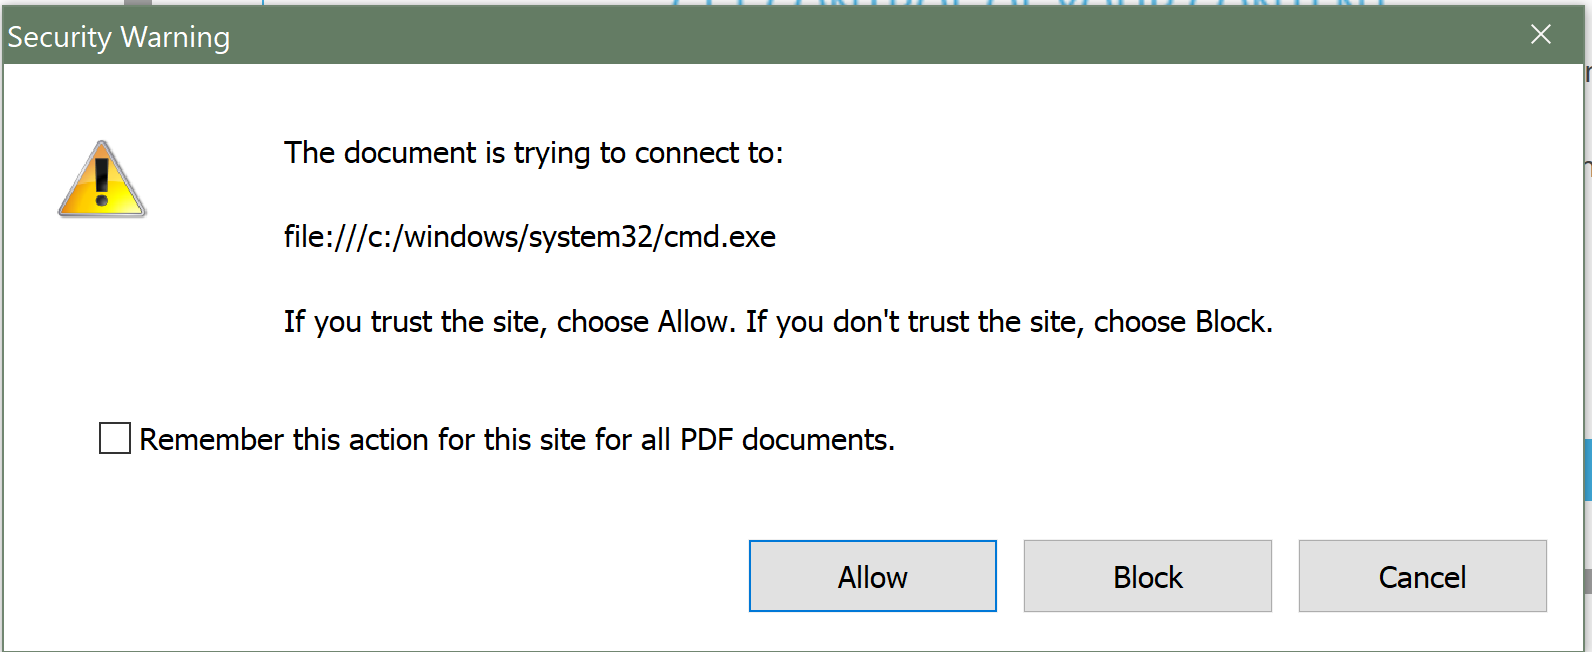 Security Warning
The document is trying to connect to:
file:///c:/windows/system32/cmd.exe
If you trust the site, choose Allow. If you don't trust the site, choose Block.
Remember this action for this site for all PDF documents.
Allow
Block
Cancel